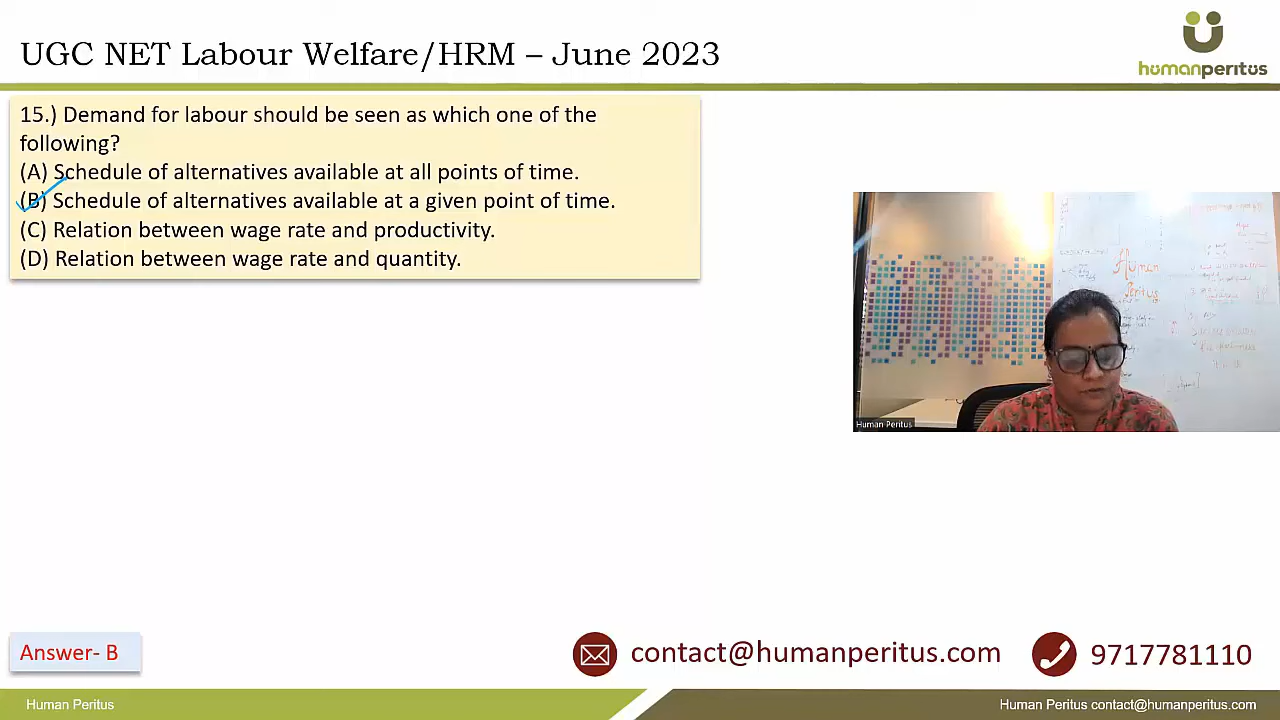 UGC NET Labour Welfare/HRM – June 2023
humanperitus
15.) Demand for labour should be seen as which one of the
following?
(A) Schedule of alternatives available at all points of time.
(B) Schedule of alternatives available at a given point of time.
(C) Relation between wage rate and productivity.
(D) Relation between wage rate and quantity.
Human
Peritus
Human Peritus
Answer- B
contact@humanperitus.com
9717781110
Human Peritus
Human Peritus contact@humanperitus.com